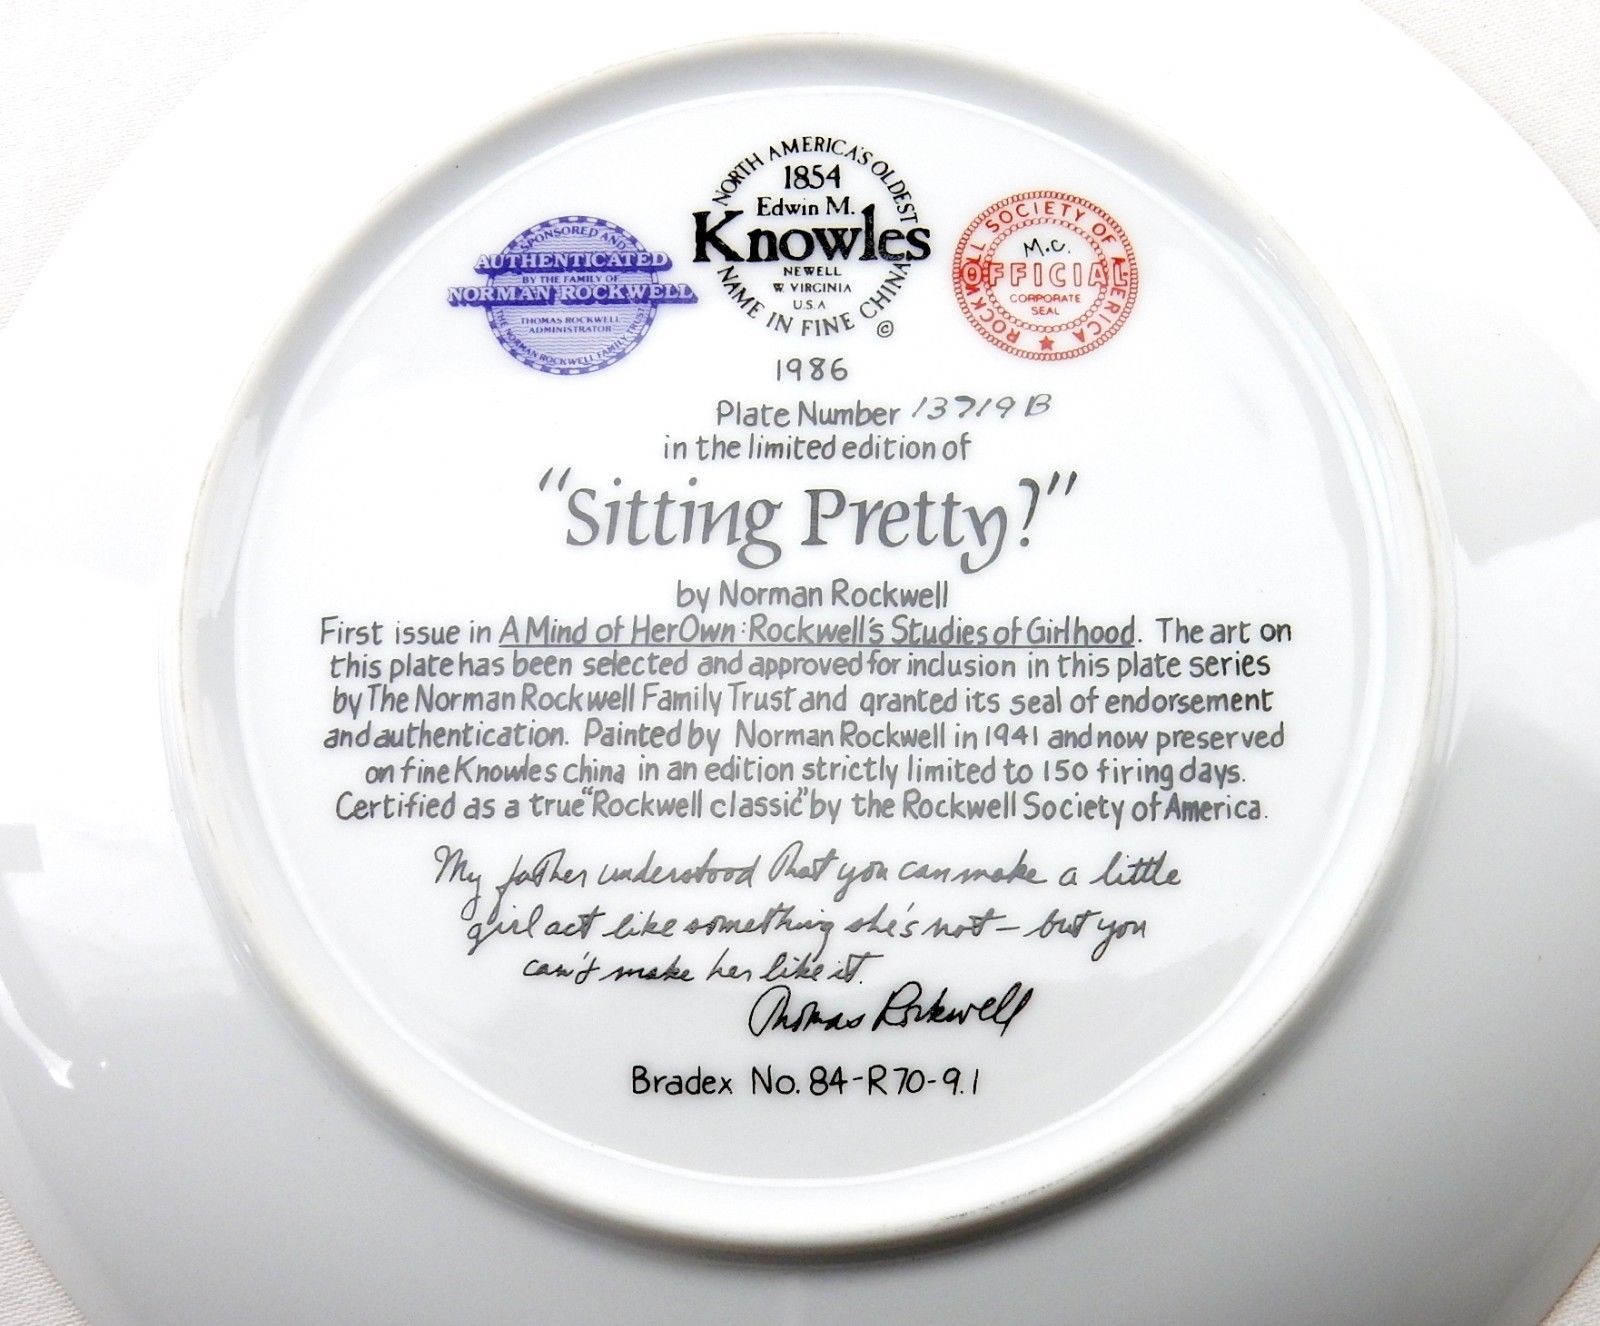 NORTH AMERICA'S OLDEST
1854
Edwin M.
Knowles
NEWELL
W VIRGINIA
U.S.A
NAME IN FINE CHINA
©
SPONSORED AND
AUTHENTICATED
BY THE FAMILY OF
NORMAN ROCKWELL
THOMAS ROCKWELL
ADMINISTRATOR
THE NORMAN ROCKWELL FAMILY TRUST
ROCKWELL SOCIETY OF AMERICA
M.C.
OFFICIAL
CORPORATE
SEAL
1986
Plate Number 13719B
in the limited edition of
"Sitting Pretty?"
by Norman Rockwell
First issue in A Mind of Her Own: Rockwell's Studies of Girlhood. The art on
this plate has been selected and approved for inclusion in this plate series
by The Norman Rockwell Family Trust and granted its seal of endorsement
and authentication. Painted by Norman Rockwell in 1941 and now preserved
on fine Knowles china in an edition strictly limited to 150 firing days.
Certified as a true "Rockwell classic" by the Rockwell Society of America.
My father understood that you can make a little
girl act like something she's not – but you
can't make her like it.
Thomas Rockwell
Bradex No. 84-R70-9.1